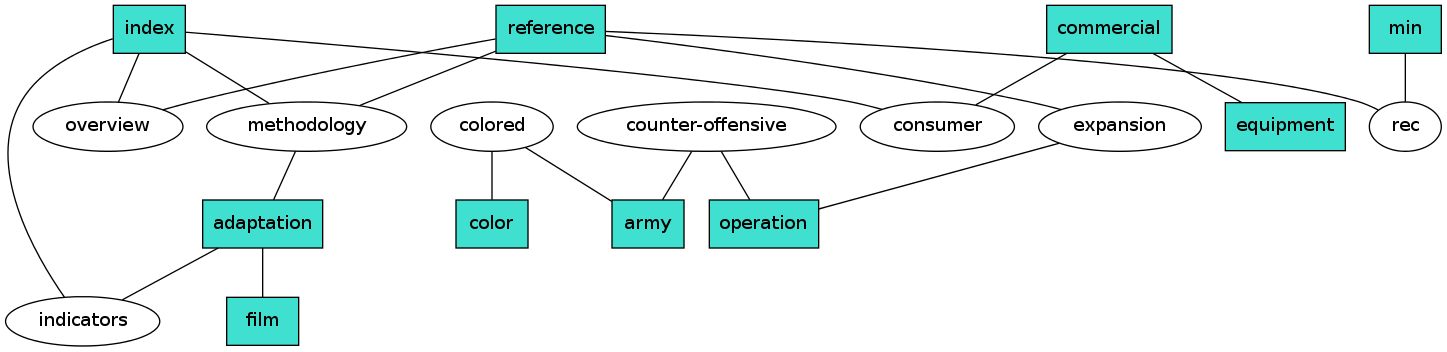 index
reference
commercial
min
overview
methodology
colored
counter-offensive
consumer
expansion
equipment
rec
adaptation
color
army
operation
indicators
film